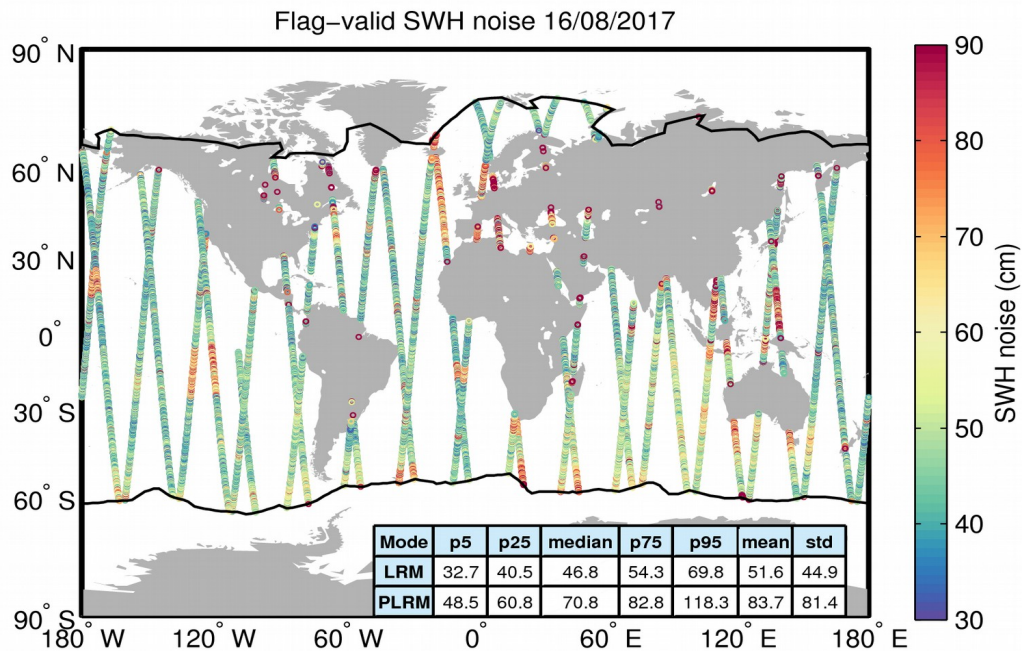 Flag−valid SWH noise 16/08/2017
90° N
60° N
30° N
0°
30° S
60° S
90° S
180° W
120° W
60° W
0°
60° E
120° E
180° E
90
80
70
60
50
40
30
SWH noise (cm)
Mode p5 p25 median p75 p95 mean std
LRM 32.7 40.5 46.8 54.3 69.8 51.6 44.9
PLRM 48.5 60.8 70.8 82.8 118.3 83.7 81.4